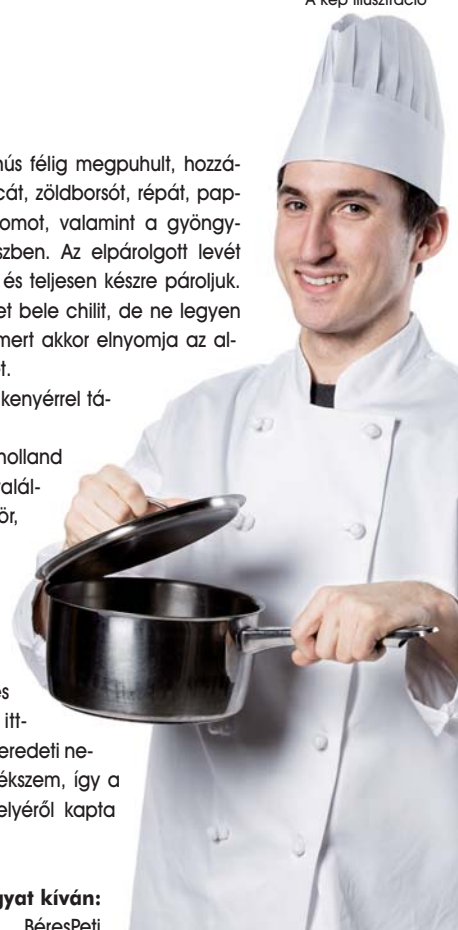 A kép illusztráció
nús félig megpuhult, hozzá-
cát, zöldborsót, répát, pap-
omot, valamint a gyöngy-
szben. Az elpárolgott levét
és teljesen készre pároljuk.
et bele chilit, de ne legyen
mert akkor elnyomja az al-
t.
kenyérrel tá-
holland
talál-
ör,
es
itt-
eredeti ne-
ékszem, így a
elyéről kapta
gyat kíván:
BéresPeti